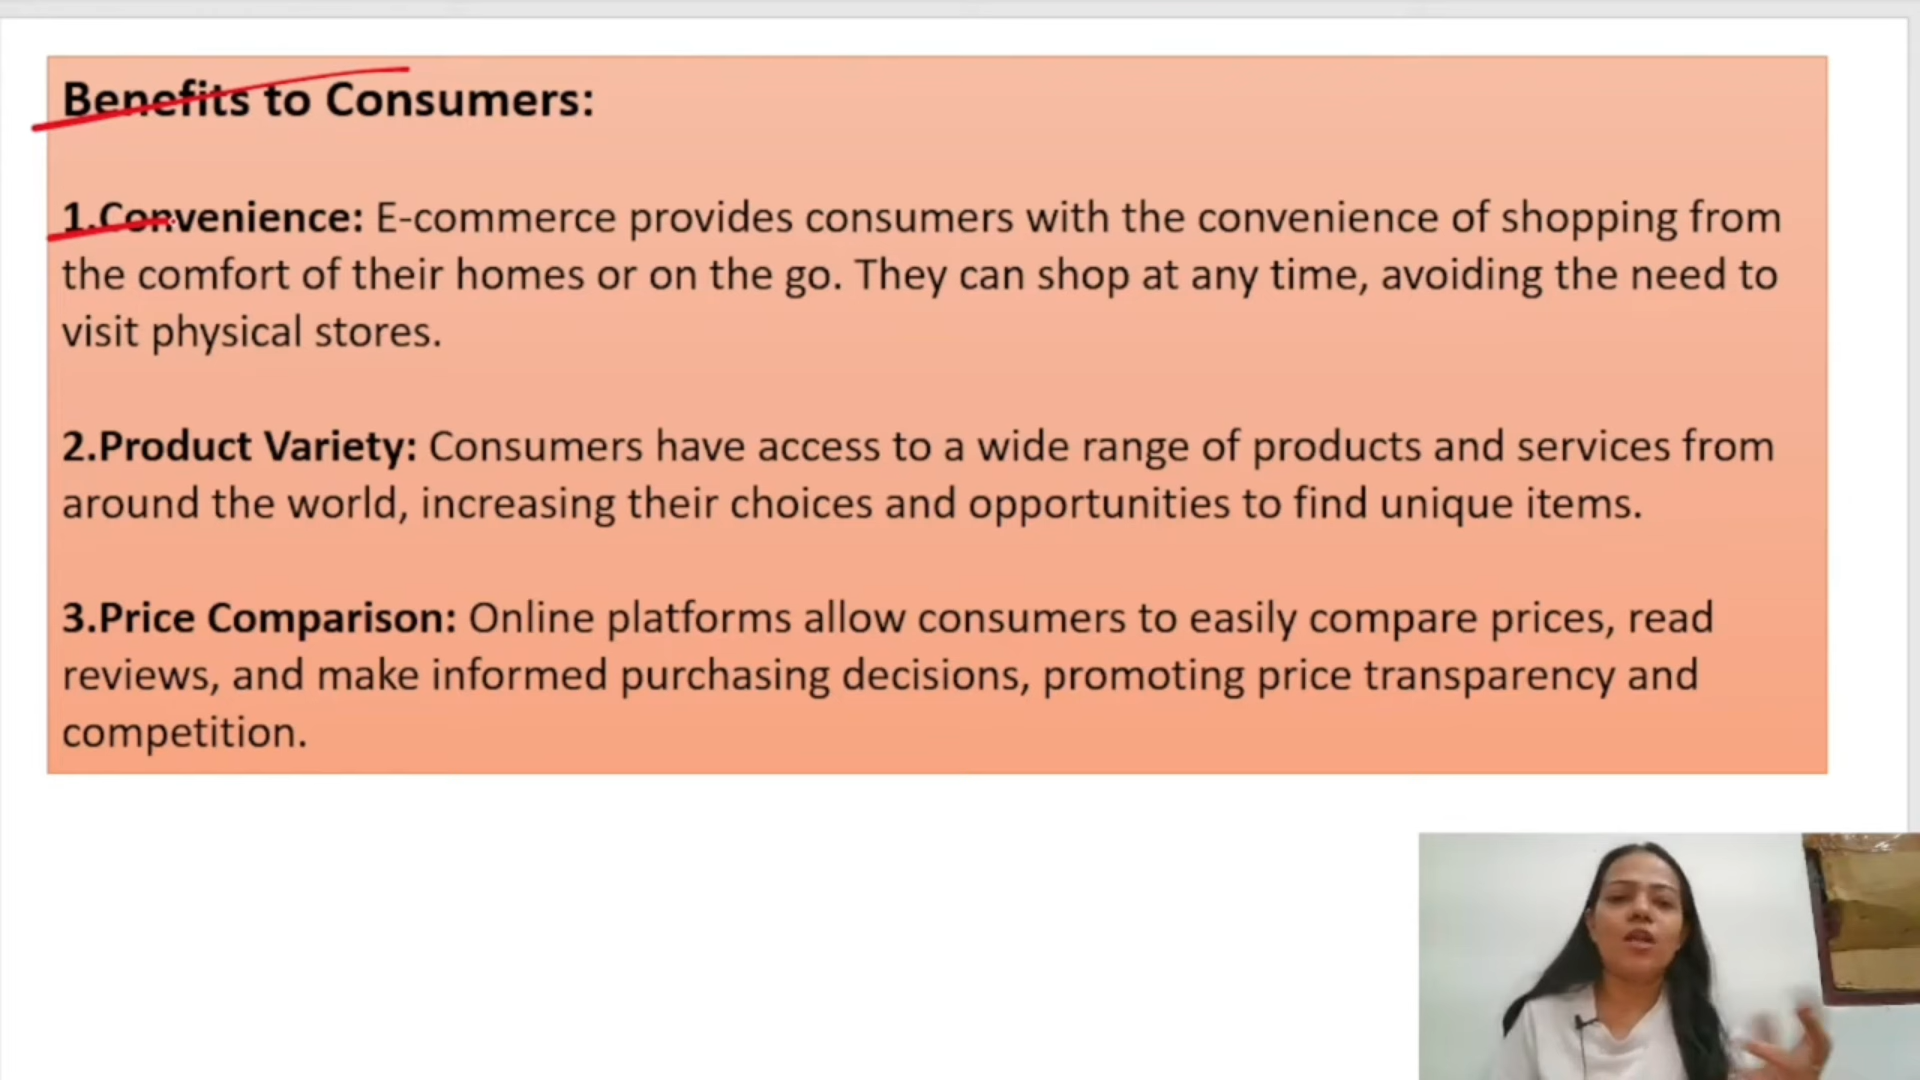 Benefits to Consumers:
1.Convenience: E-commerce provides consumers with the convenience of shopping from
the comfort of their homes or on the go. They can shop at any time, avoiding the need to
visit physical stores.
2.Product Variety: Consumers have access to a wide range of products and services from
around the world, increasing their choices and opportunities to find unique items.
3.Price Comparison: Online platforms allow consumers to easily compare prices, read
reviews, and make informed purchasing decisions, promoting price transparency and
competition.